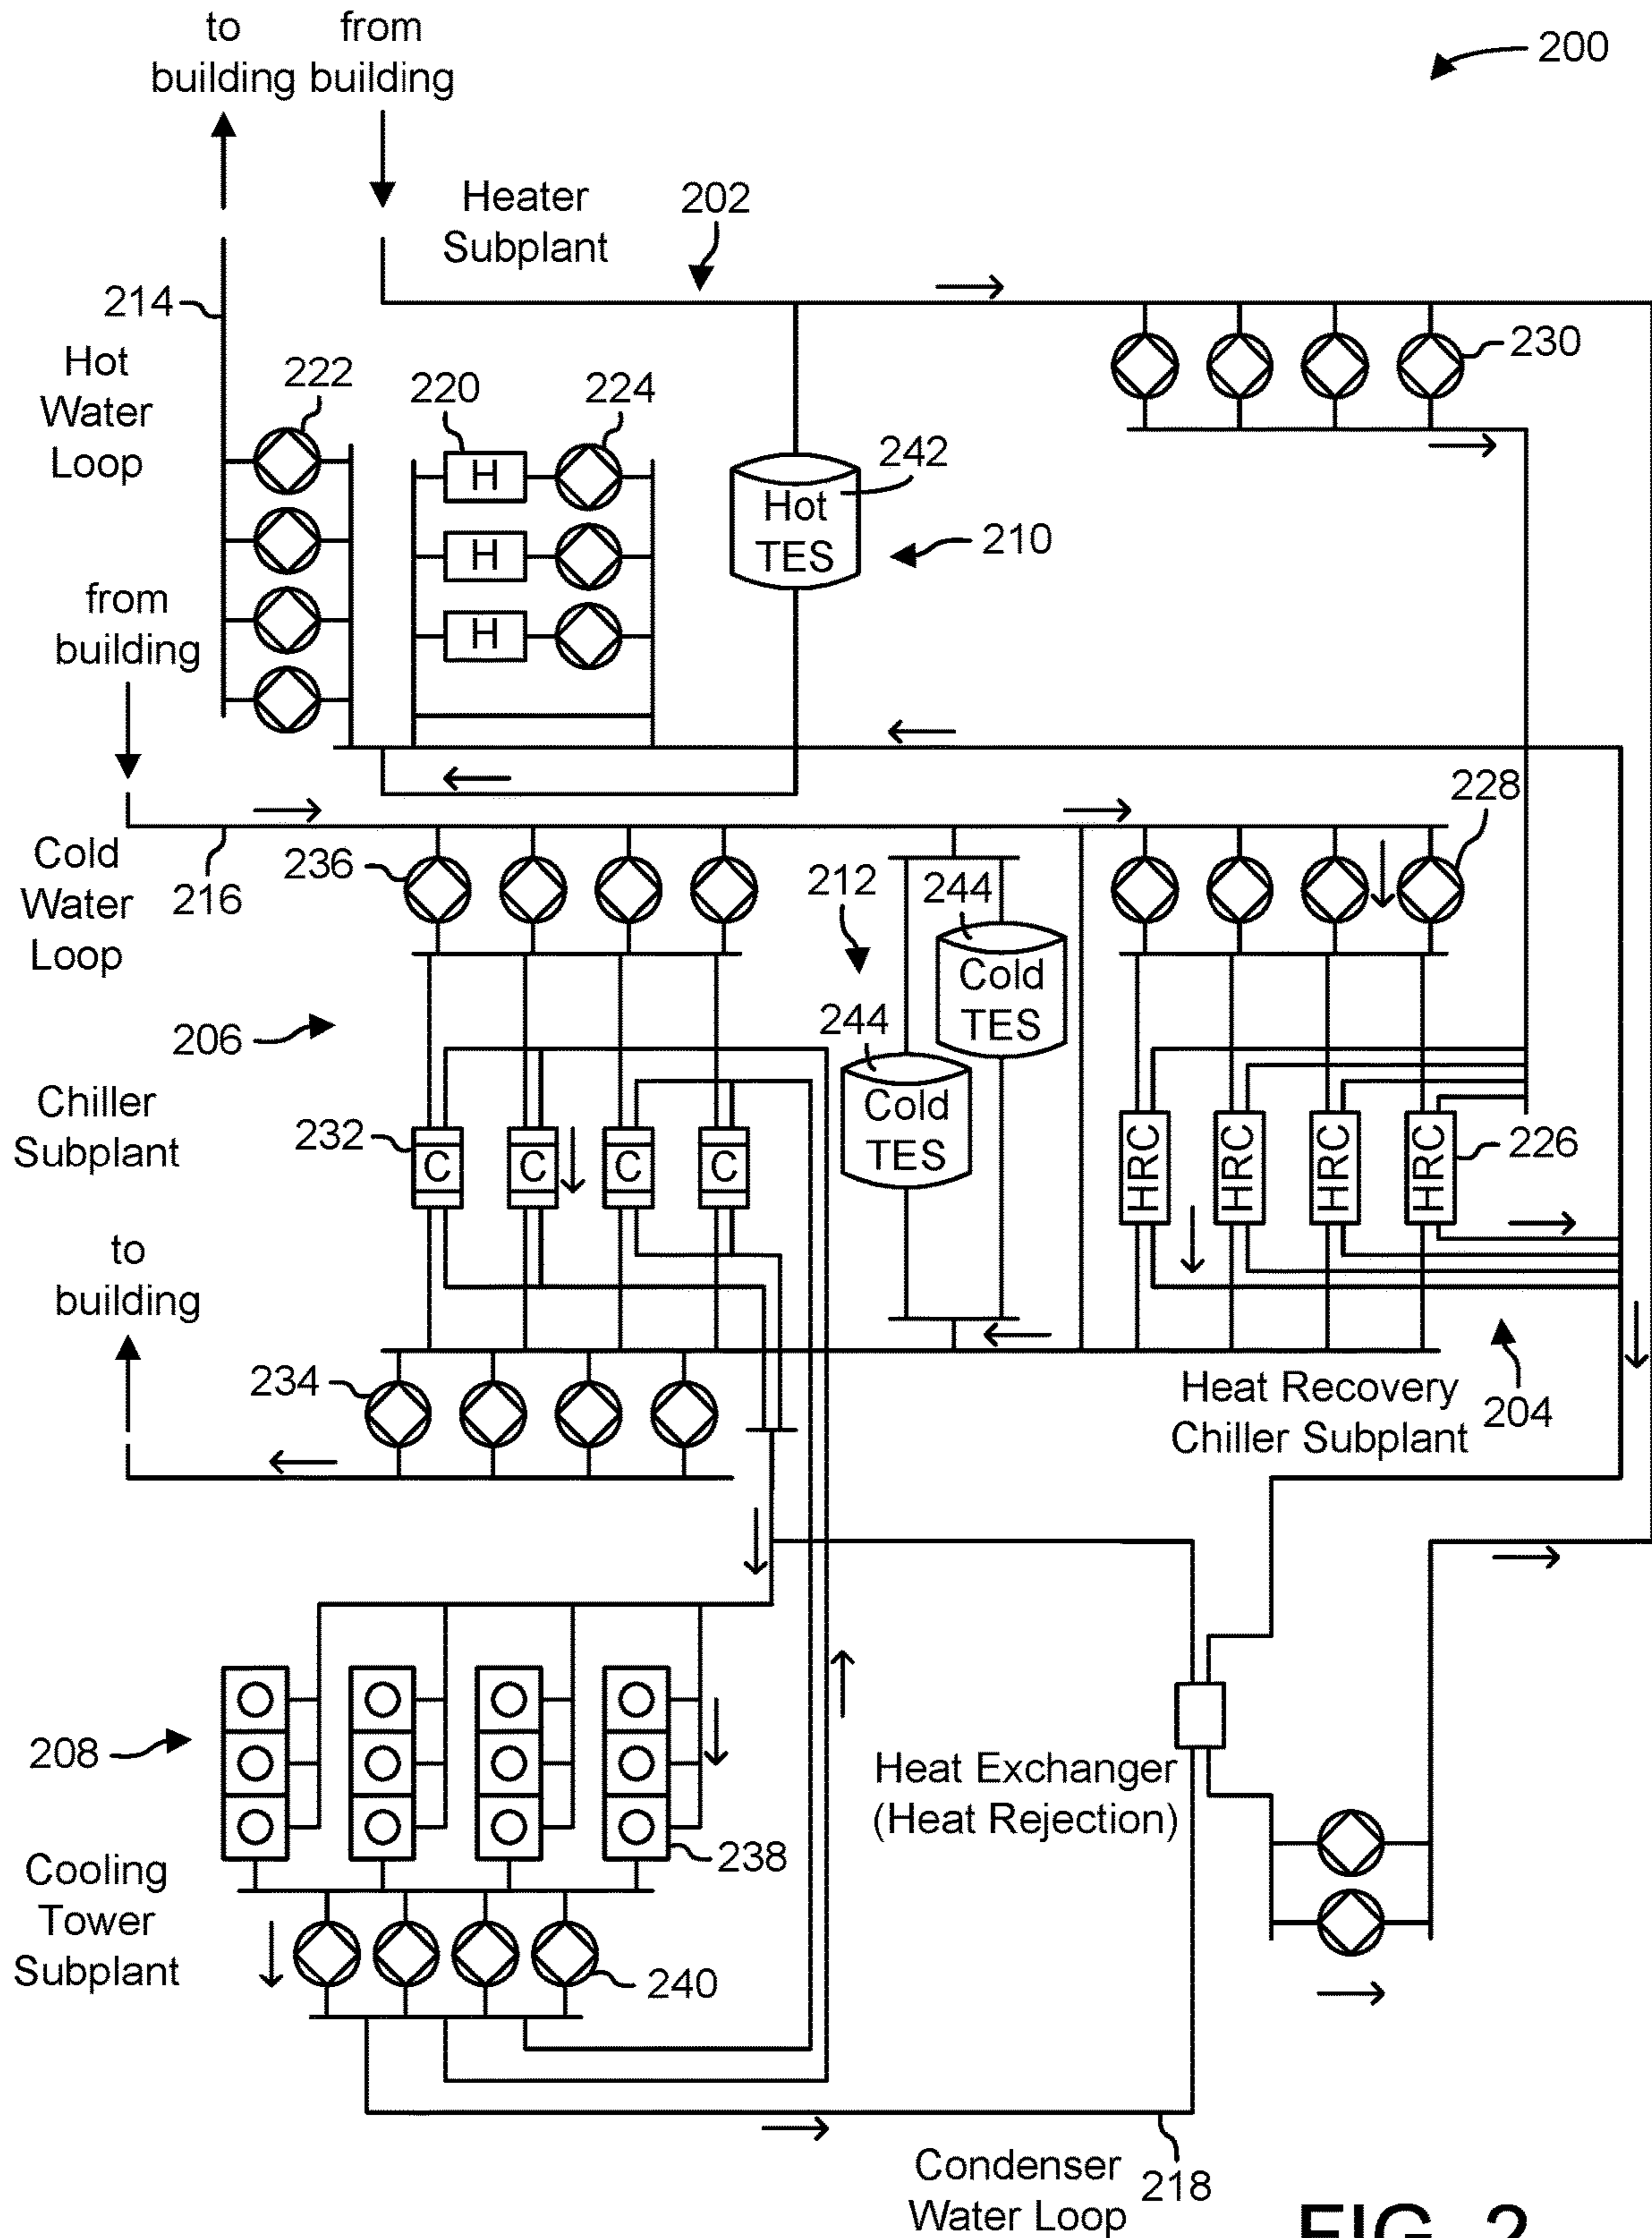 to
building
from
building
200
Heater
Subplant
202
214
Hot
Water
Loop
222
220
224
230
H
H
H
Hot
TES
242
210
from
building
228
Cold
Water
Loop
216
236
212
244
Cold
TES
244
Cold
TES
206
Chiller
Subplant
232
C
C
C
C
HRC
HRC
HRC
HRC
226
to
building
234
Heat Recovery
Chiller Subplant
204
208
Heat Exchanger
(Heat Rejection)
238
Cooling
Tower
Subplant
240
Condenser
Water Loop
218
FIG. 2